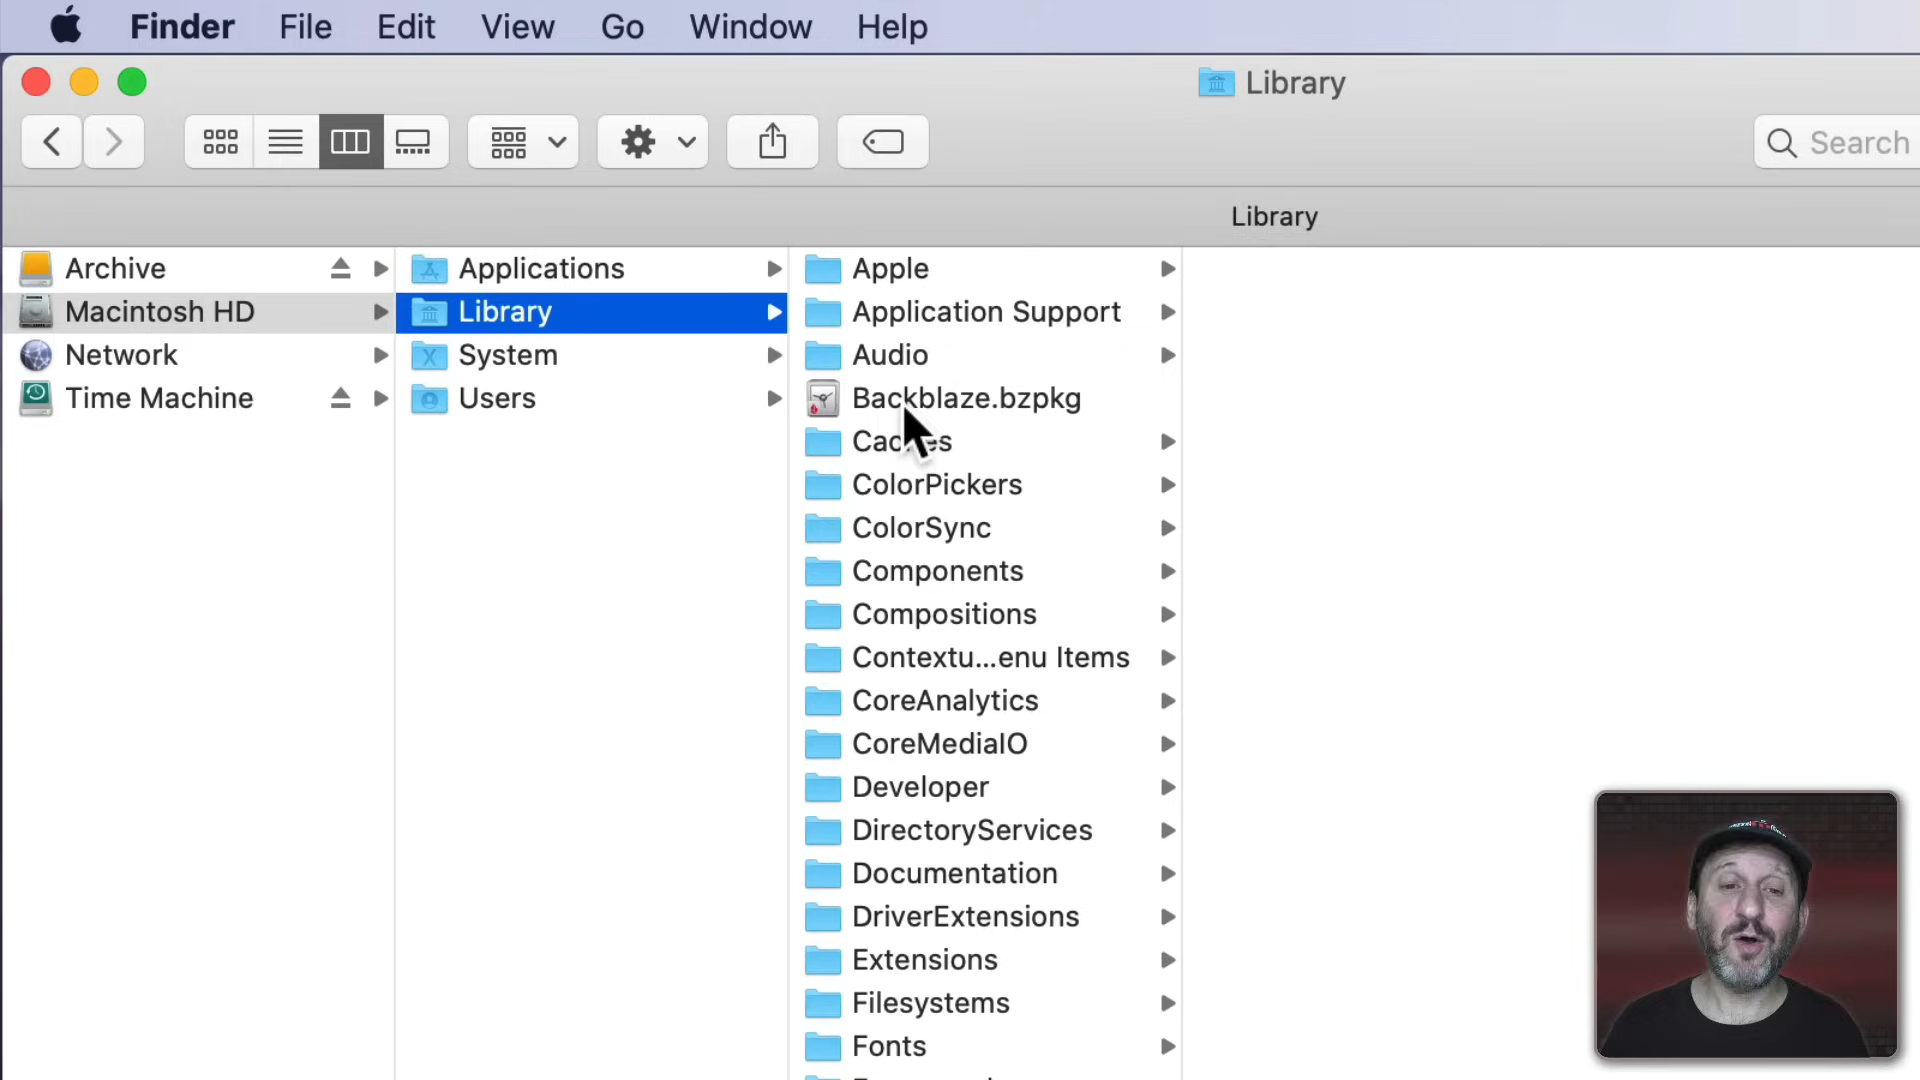 Finder File Edit View Go Window Help
Library
Search
Library
Archive
Macintosh HD
Network
Time Machine
Applications
Library
System
Users
Apple
Application Support
Audio
Backblaze.bzpkg
Caches
ColorPickers
ColorSync
Components
Compositions
Contextu...enu Items
CoreAnalytics
CoreMediaIO
Developer
DirectoryServices
Documentation
DriverExtensions
Extensions
Filesystems
Fonts